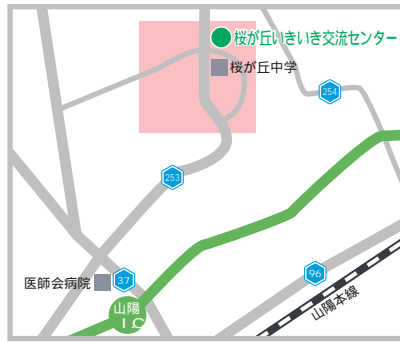 桜が丘いきいき交流センター
桜が丘中学
254
253
医師会病院
37
96
山陽
IC
山陽本線